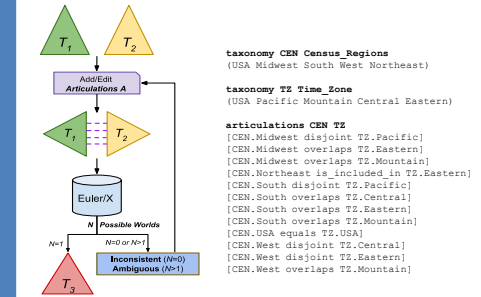 T1
T2
Add/Edit
Articulations A
T1
T2
Euler/X
N Possible Worlds
N=1
N=0 or N>1
Inconsistent (N=0)
Ambiguous (N>1)
T3
taxonomy CEN Census_Regions
(USA Midwest South West Northeast)
taxonomy TZ Time_Zone
(USA Pacific Mountain Central Eastern)
articulations CEN TZ
[CEN.Midwest disjoint TZ.Pacific]
[CEN.Midwest overlaps TZ.Eastern]
[CEN.Midwest overlaps TZ.Mountain]
[CEN.Northeast is_included_in TZ.Eastern]
[CEN.South disjoint TZ.Pacific]
[CEN.South overlaps TZ.Central]
[CEN.South overlaps TZ.Eastern]
[CEN.South overlaps TZ.Mountain]
[CEN.USA equals TZ.USA]
[CEN.West disjoint TZ.Central]
[CEN.West disjoint TZ.Eastern]
[CEN.West overlaps TZ.Mountain]